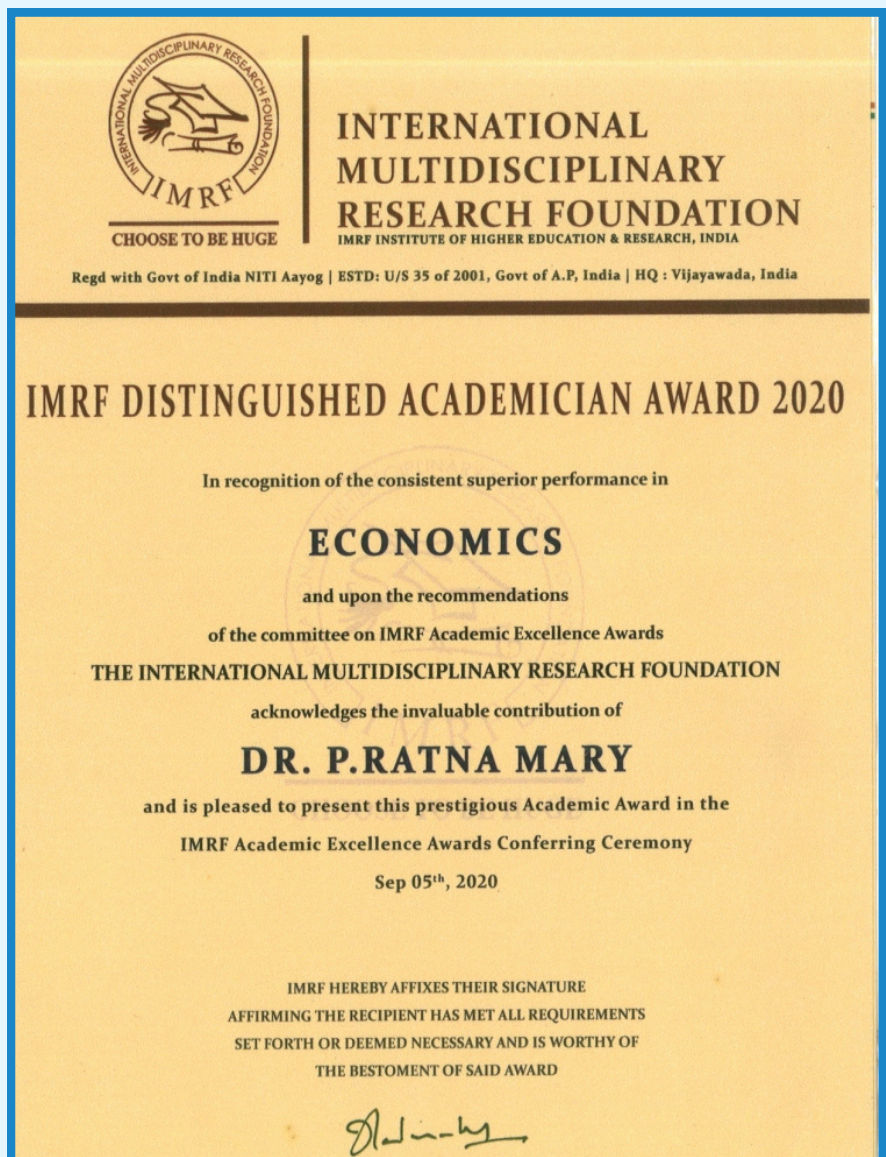 INTERNATIONAL MULTIDISCIPLINARY RESEARCH FOUNDATION
IMRF
CHOOSE TO BE HUGE
INTERNATIONAL
MULTIDISCIPLINARY
RESEARCH FOUNDATION
IMRF INSTITUTE OF HIGHER EDUCATION & RESEARCH, INDIA
Regd with Govt of India NITI Aayog | ESTD: U/S 35 of 2001, Govt of A.P, India | HQ : Vijayawada, India
IMRF DISTINGUISHED ACADEMICIAN AWARD 2020
In recognition of the consistent superior performance in
ECONOMICS
and upon the recommendations
of the committee on IMRF Academic Excellence Awards
THE INTERNATIONAL MULTIDISCIPLINARY RESEARCH FOUNDATION
acknowledges the invaluable contribution of
DR. P.RATNA MARY
and is pleased to present this prestigious Academic Award in the
IMRF Academic Excellence Awards Conferring Ceremony
Sep 05th, 2020
IMRF HEREBY AFFIXES THEIR SIGNATURE
AFFIRMING THE RECIPIENT HAS MET ALL REQUIREMENTS
SET FORTH OR DEEMED NECESSARY AND IS WORTHY OF
THE BESTOMENT OF SAID AWARD